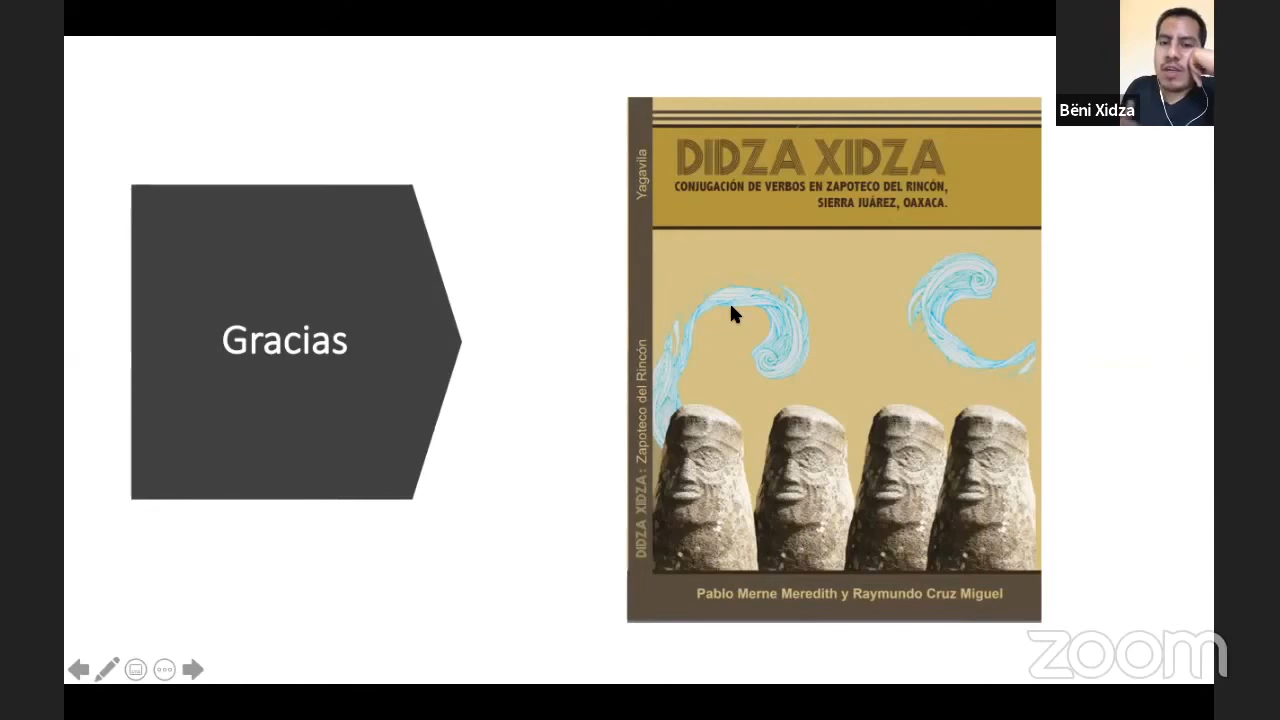 Gracias
DIDZA XIDZA
CONJUGACIÓN DE VERBOS EN ZAPOTECO DEL RINCÓN,
SIERRA JUÁREZ, OAXACA.
Yagavila
DIDZA XIDZA : Zapoteco del Rincón
Pablo Merne Meredith y Raymundo Cruz Miguel
Bëni Xidza
zoom